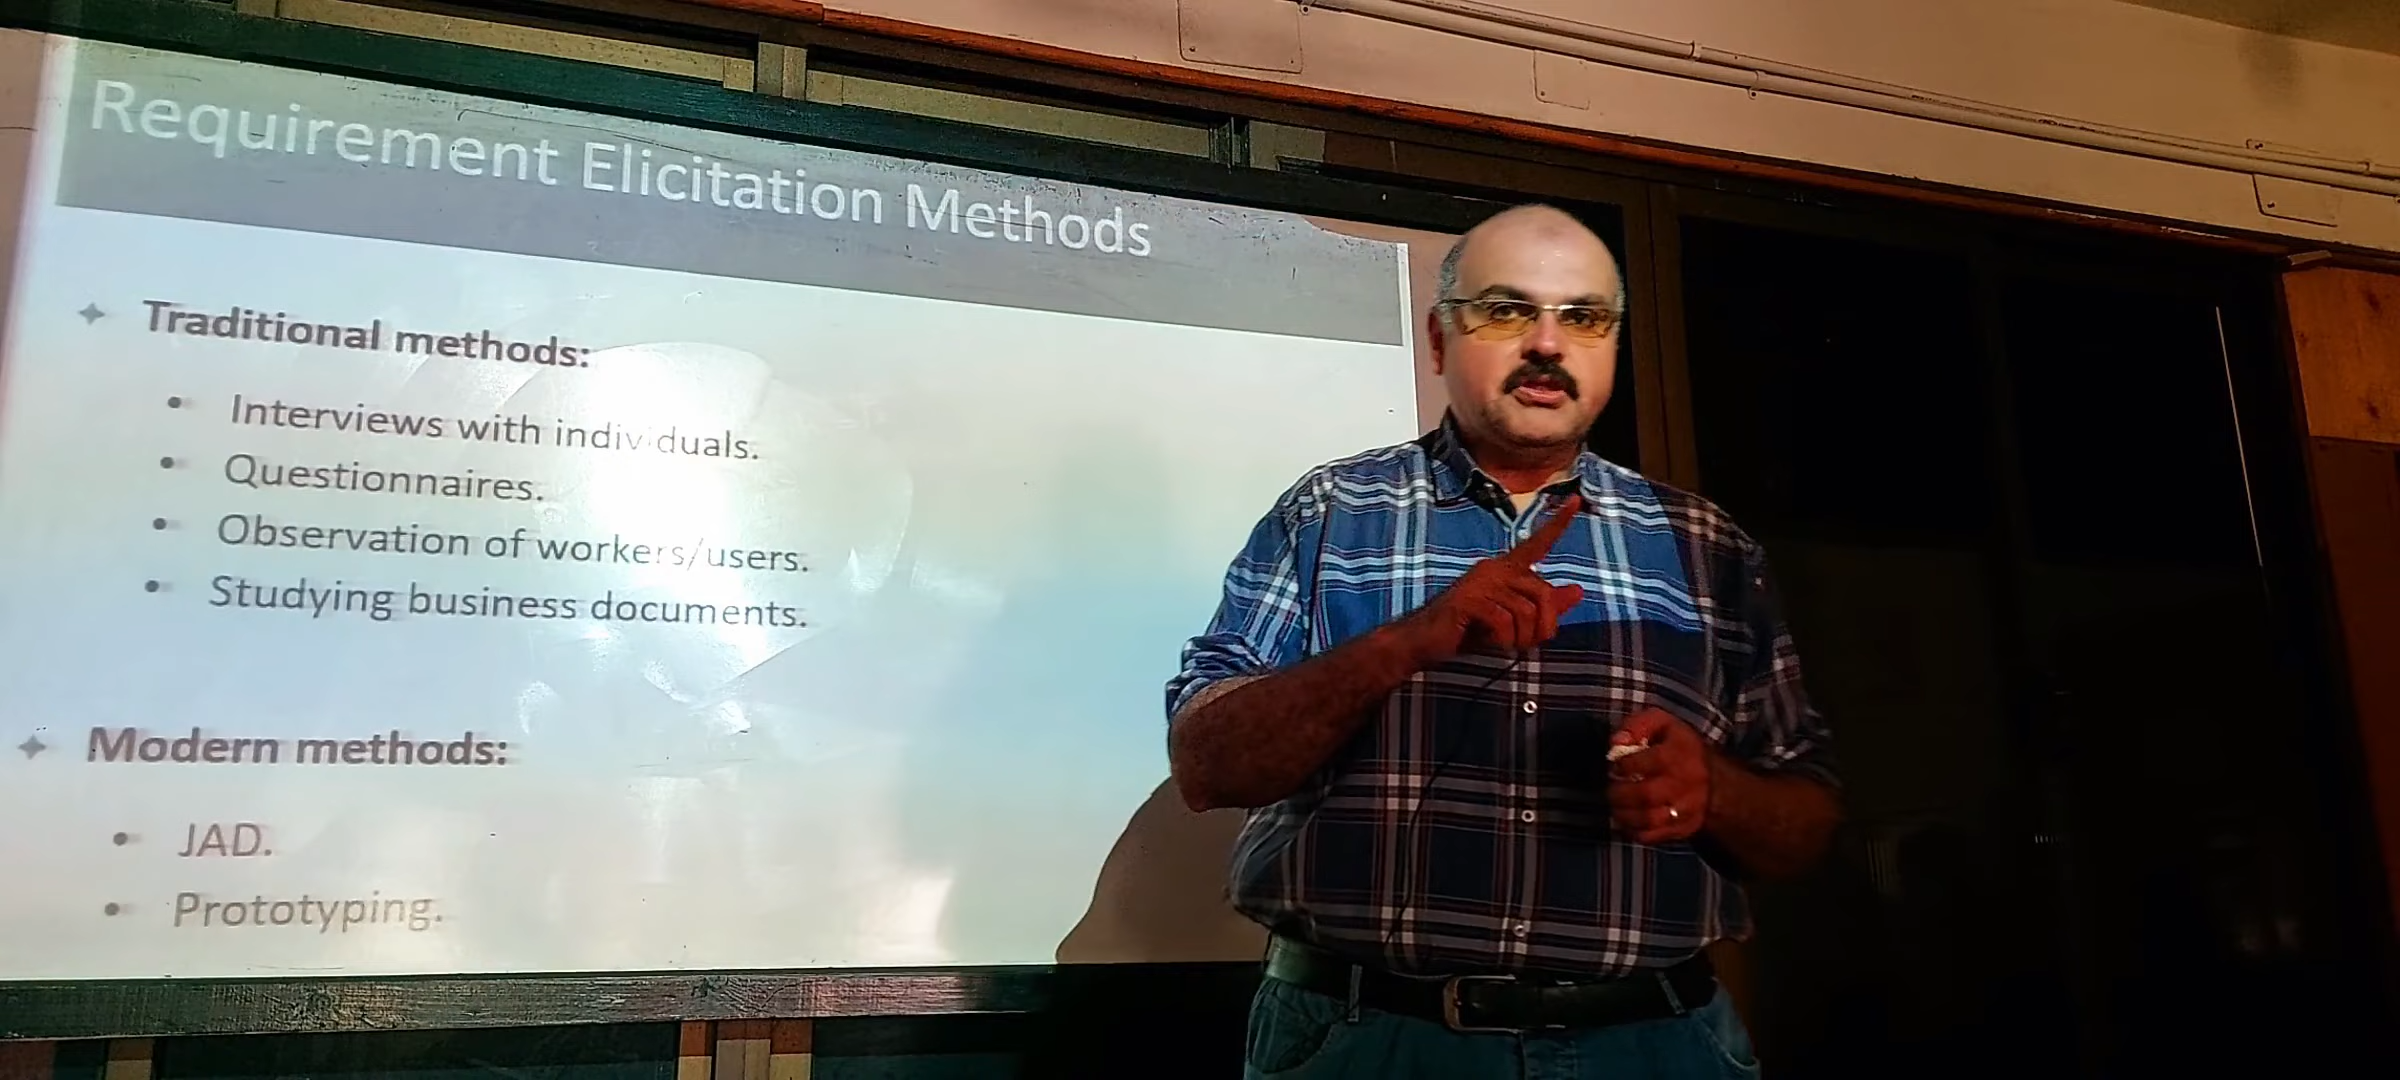 Requirement Elicitation Methods
Traditional methods:
Interviews with individuals.
Questionnaires.
Observation of workers/users.
Studying business documents.
Modern methods:
JAD.
Prototyping.